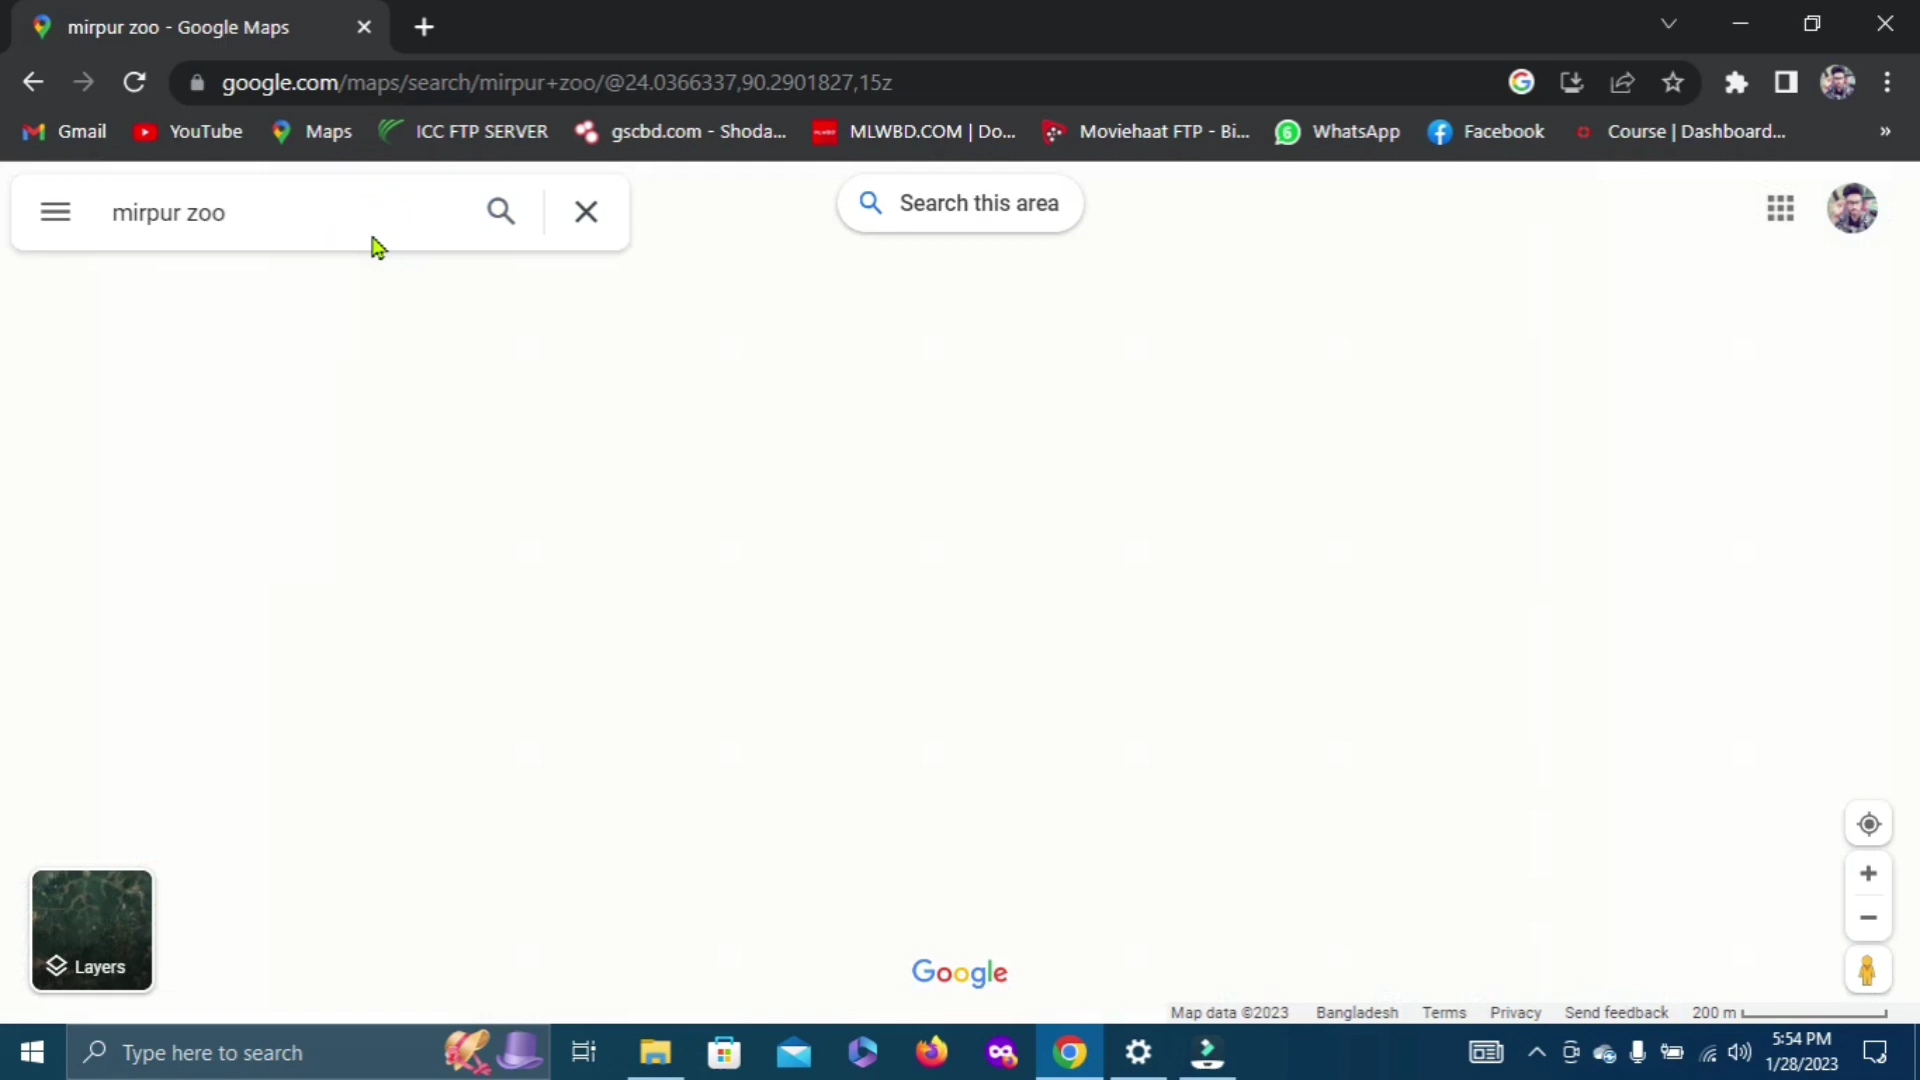 mirpur zoo - Google Maps
google.com/maps/search/mirpur+zoo/@24.0366337,90.2901827,15z
Gmail YouTube Maps ICC FTP SERVER gscbd.com - Shoda... MLWBD.COM | Do... Moviehaat FTP - Bi... WhatsApp Facebook Course | Dashboard... »
mirpur zoo
Search this area
Layers
Google
Map data ©2023 Bangladesh Terms Privacy Send feedback 200 m
Type here to search
5:54 PM
1/28/2023